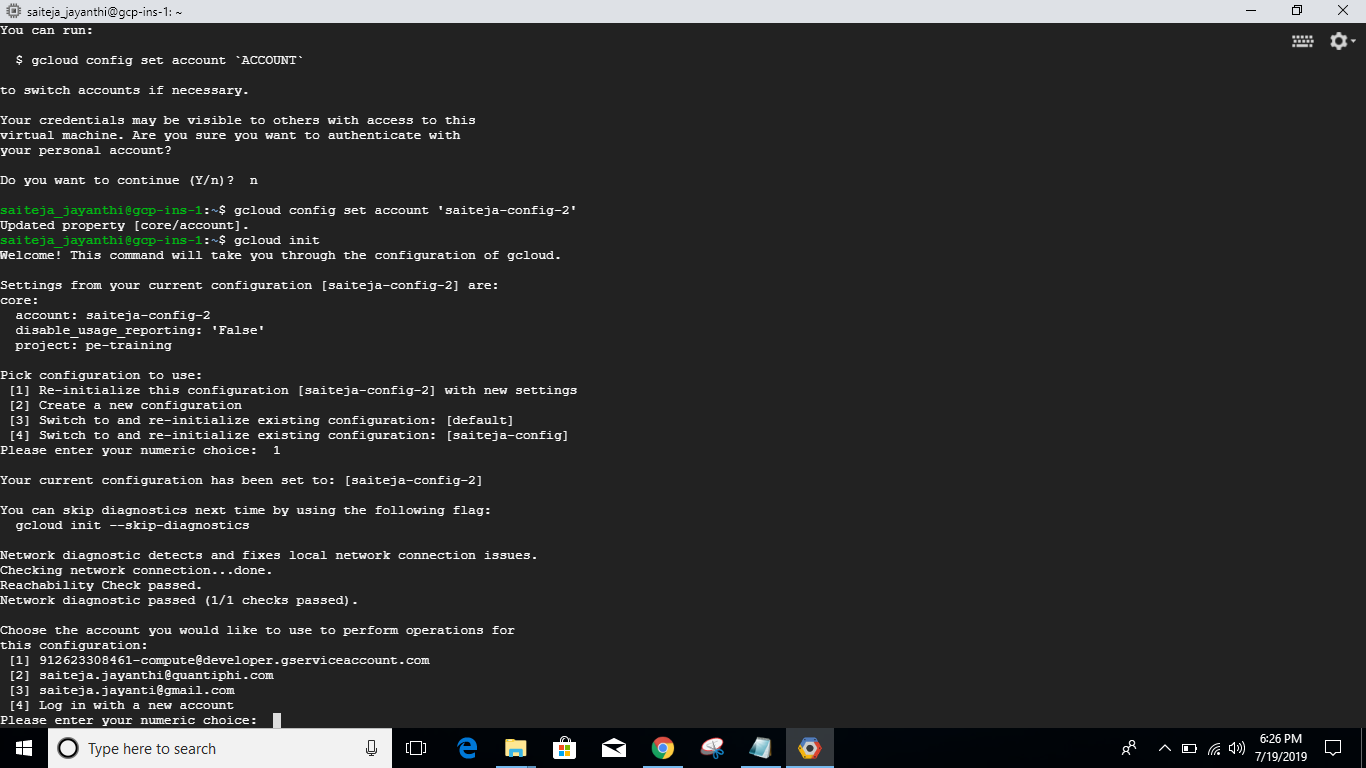 saiteja_jayanthi@gcp-ins-1: ~
You can run:
$ gcloud config set account `ACCOUNT`
to switch accounts if necessary.
Your credentials may be visible to others with access to this
virtual machine. Are you sure you want to authenticate with
your personal account?
Do you want to continue (Y/n)?  n
saiteja_jayanthi@gcp-ins-1:~$ gcloud config set account 'saiteja-config-2'
Updated property [core/account].
saiteja_jayanthi@gcp-ins-1:~$ gcloud init
Welcome! This command will take you through the configuration of gcloud.
Settings from your current configuration [saiteja-config-2] are:
core:
account: saiteja-config-2
disable_usage_reporting: 'False'
project: pe-training
Pick configuration to use:
[1] Re-initialize this configuration [saiteja-config-2] with new settings
[2] Create a new configuration
[3] Switch to and re-initialize existing configuration: [default]
[4] Switch to and re-initialize existing configuration: [saiteja-config]
Please enter your numeric choice:  1
Your current configuration has been set to: [saiteja-config-2]
You can skip diagnostics next time by using the following flag:
gcloud init --skip-diagnostics
Network diagnostic detects and fixes local network connection issues.
Checking network connection...done.
Reachability Check passed.
Network diagnostic passed (1/1 checks passed).
Choose the account you would like to use to perform operations for
this configuration:
[1] 912623308461-compute@developer.gserviceaccount.com
[2] saiteja.jayanthi@quantiphi.com
[3] saiteja.jayanti@gmail.com
[4] Log in with a new account
Please enter your numeric choice:
Type here to search
6:26 PM
7/19/2019